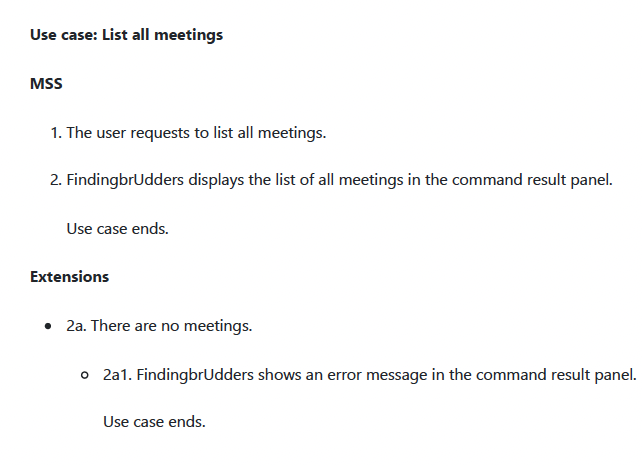 Use case: List all meetings
MSS
1. The user requests to list all meetings.
2. FindingbrUdders displays the list of all meetings in the command result panel.
Use case ends.
Extensions
• 2a. There are no meetings.
◦ 2a1. FindingbrUdders shows an error message in the command result panel.
Use case ends.